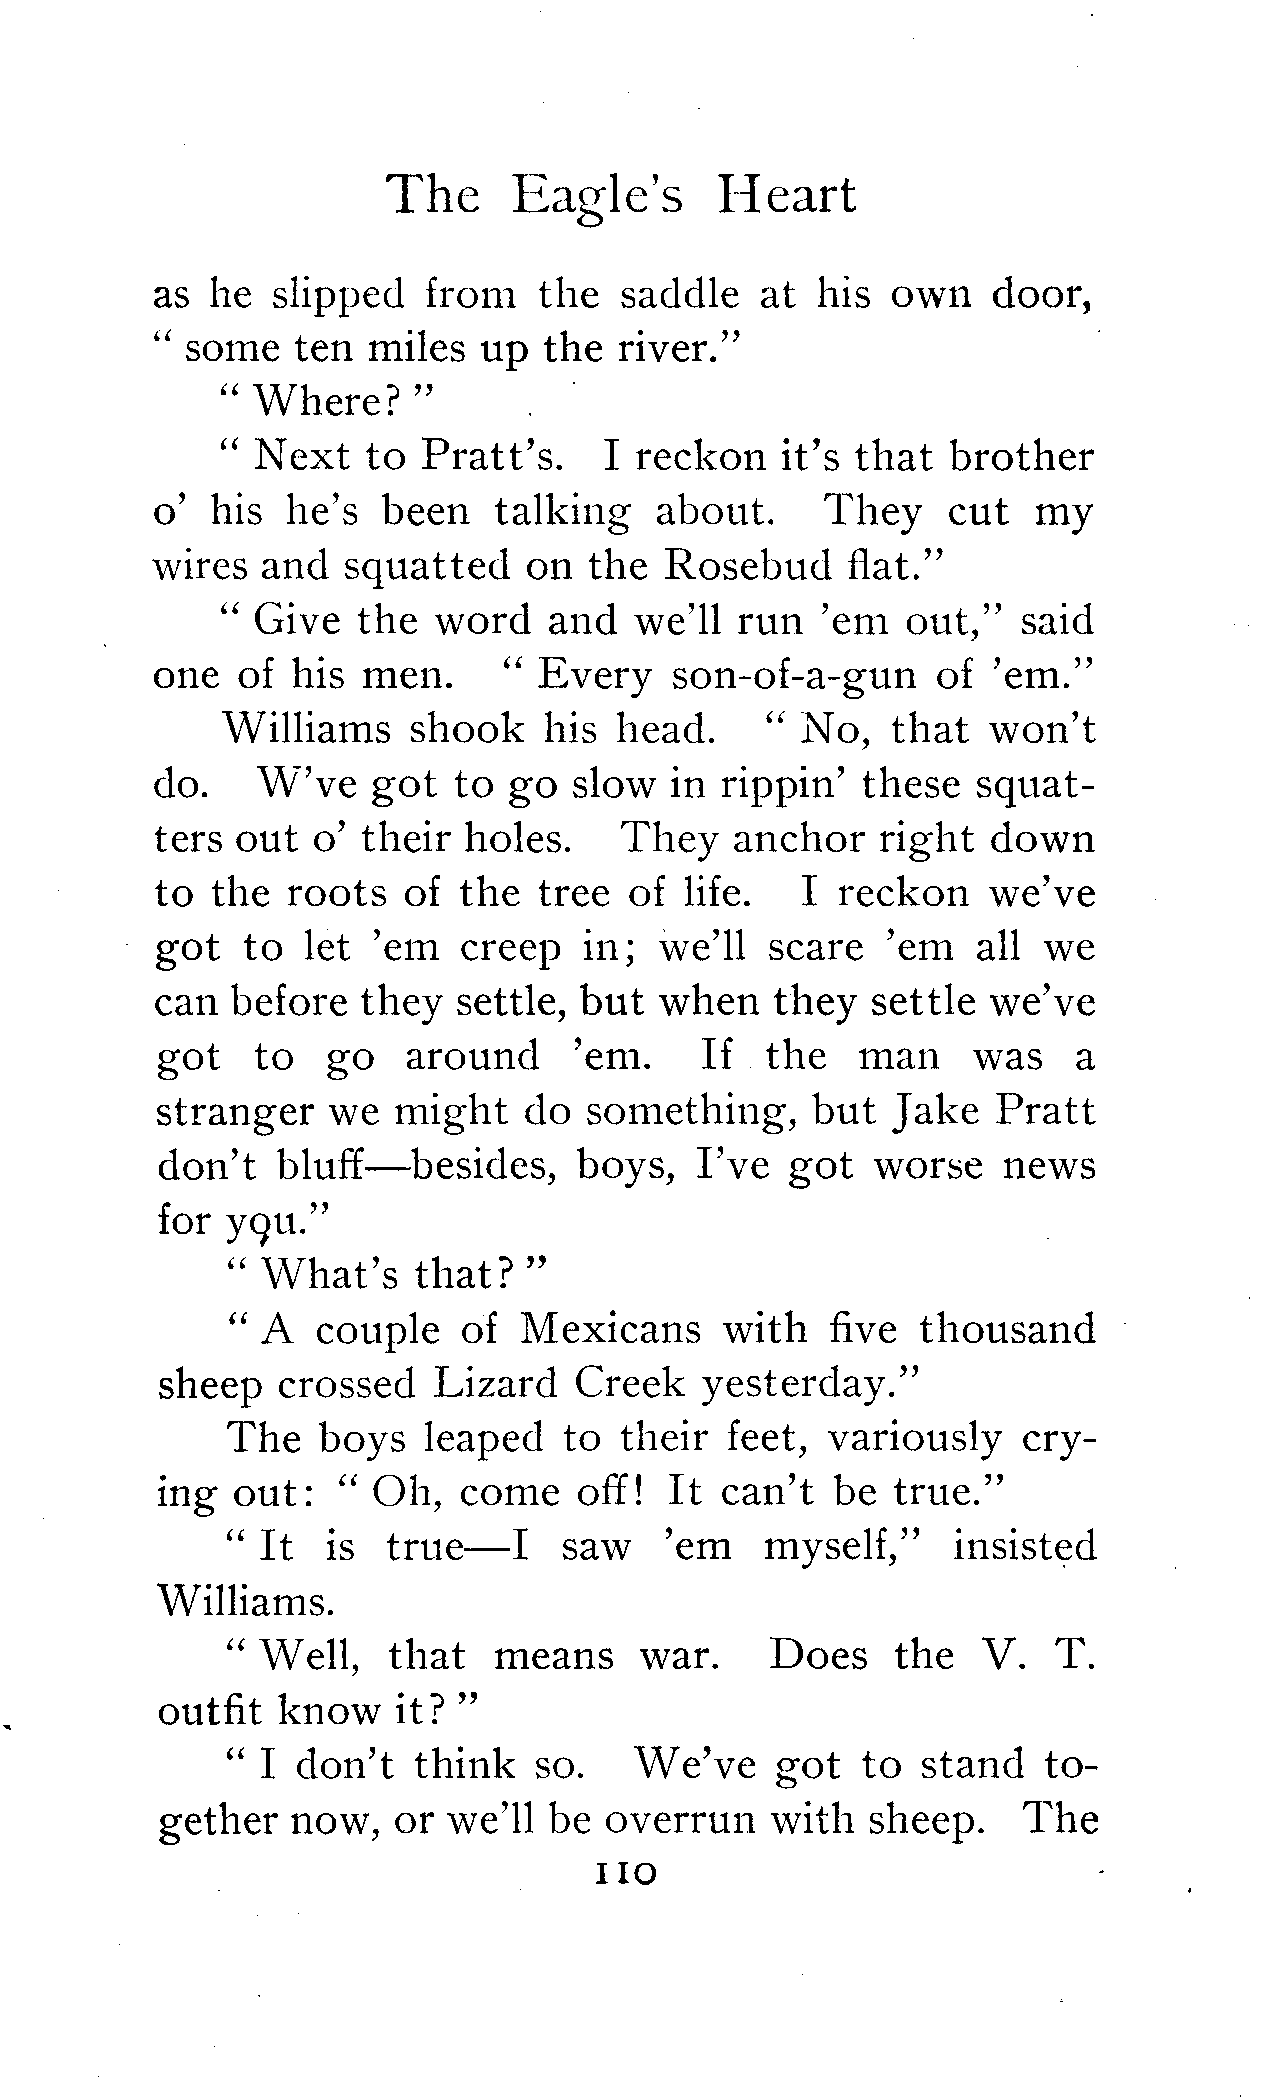 The Eagle's Heart
as he slipped from the saddle at his own door,
" some ten miles up the river."
" Where? "
" Next to Pratt's. I reckon it's that brother
o' his he's been talking about. They cut my
wires and squatted on the Rosebud flat."
" Give the word and we'll run 'em out," said
one of his men. " Every son-of-a-gun of 'em."
Williams shook his head. " No, that won't
do. W've got to go slow in rippin' these squat-
ters out o' their holes. They anchor right down
to the roots of the tree of life. I reckon we've
got to let 'em creep in; we'll scare 'em all we
can before they settle, but when they settle we've
got to go around 'em. If the man was a
stranger we might do something, but Jake Pratt
don't bluff—besides, boys, I've got worse news
for you."
" What's that? "
" A couple of Mexicans with five thousand
sheep crossed Lizard Creek yesterday."
The boys leaped to their feet, variously cry-
ing out: " Oh, come off! It can't be true."
" It is true—I saw 'em myself," insisted
Williams.
" Well, that means war. Does the V. T.
outfit know it? "
" I don't think so. We've got to stand to-
gether now, or we'll be overrun with sheep. The
110